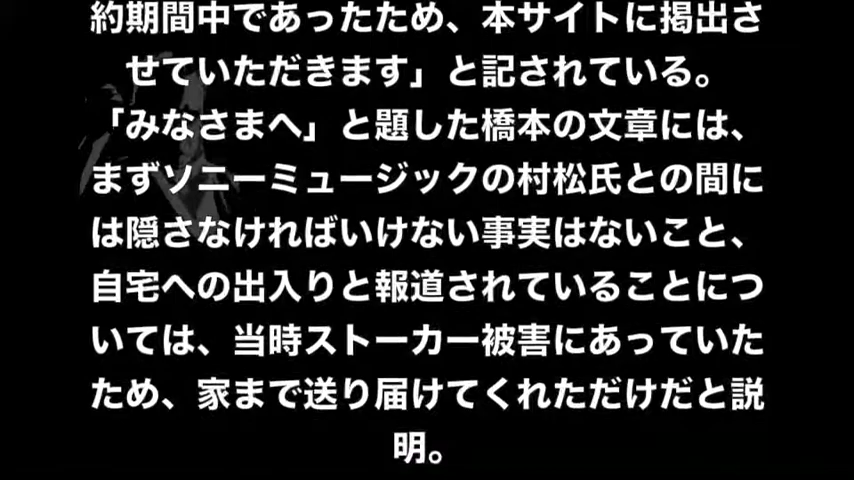 約期間中であったため、本サイトに掲出さ
せていただきます」と記されている。
「みなさまへ」と題した橋本の文章には、
まずソニーミュージックの村松氏との間に
は隠さなければいけない事実はないこと、
自宅への出入りと報道されていることにつ
いては、当時ストーカー被害にあっていた
ため、家まで送り届けてくれただけだと説
明。